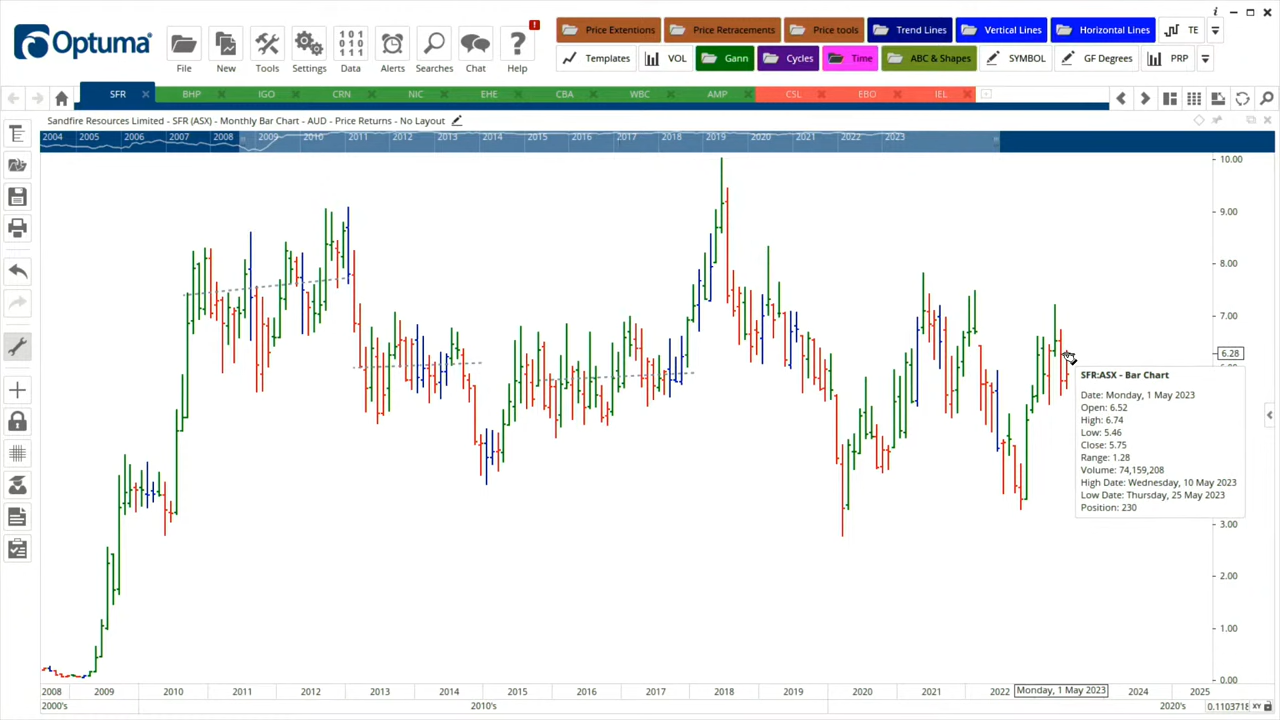 i
Optuma
File
New
Tools
Settings
101
010
101
Data
Alerts
Searches
Chat
!
?
Help
Price Extentions
Price Retracements
Price tools
Trend Lines
Vertical Lines
Horizontal Lines
TE
Templates
VOL
Gann
Cycles
Time
ABC & Shapes
SYMBOL
GF Degrees
PRP
SFR
BHP
IGO
CRN
NIC
EHE
CBA
WBC
AMP
CSL
EBO
IEL
Sandfire Resources Limited - SFR (ASX) - Monthly Bar Chart - AUD - Price Returns - No Layout
2004 2005 2006 2007 2008 2009 2010 2011 2012 2013 2014 2015 2016 2017 2018 2019 2020 2021 2022 2023
10.00
9.00
8.00
7.00
6.28
SFR:ASX - Bar Chart
Date: Monday, 1 May 2023
Open: 6.52
High: 6.74
Low: 5.46
Close: 5.75
Range: 1.28
Volume: 74,159,208
High Date: Wednesday, 10 May 2023
Low Date: Thursday, 25 May 2023
Position: 230
3.00
2.00
1.00
0.00
2008 2009 2010 2011 2012 2013 2014 2015 2016 2017 2018 2019 2020 2021 2022 Monday, 1 May 2023 2024 2025
2000's 2010's 2020's 0.1103718 XY